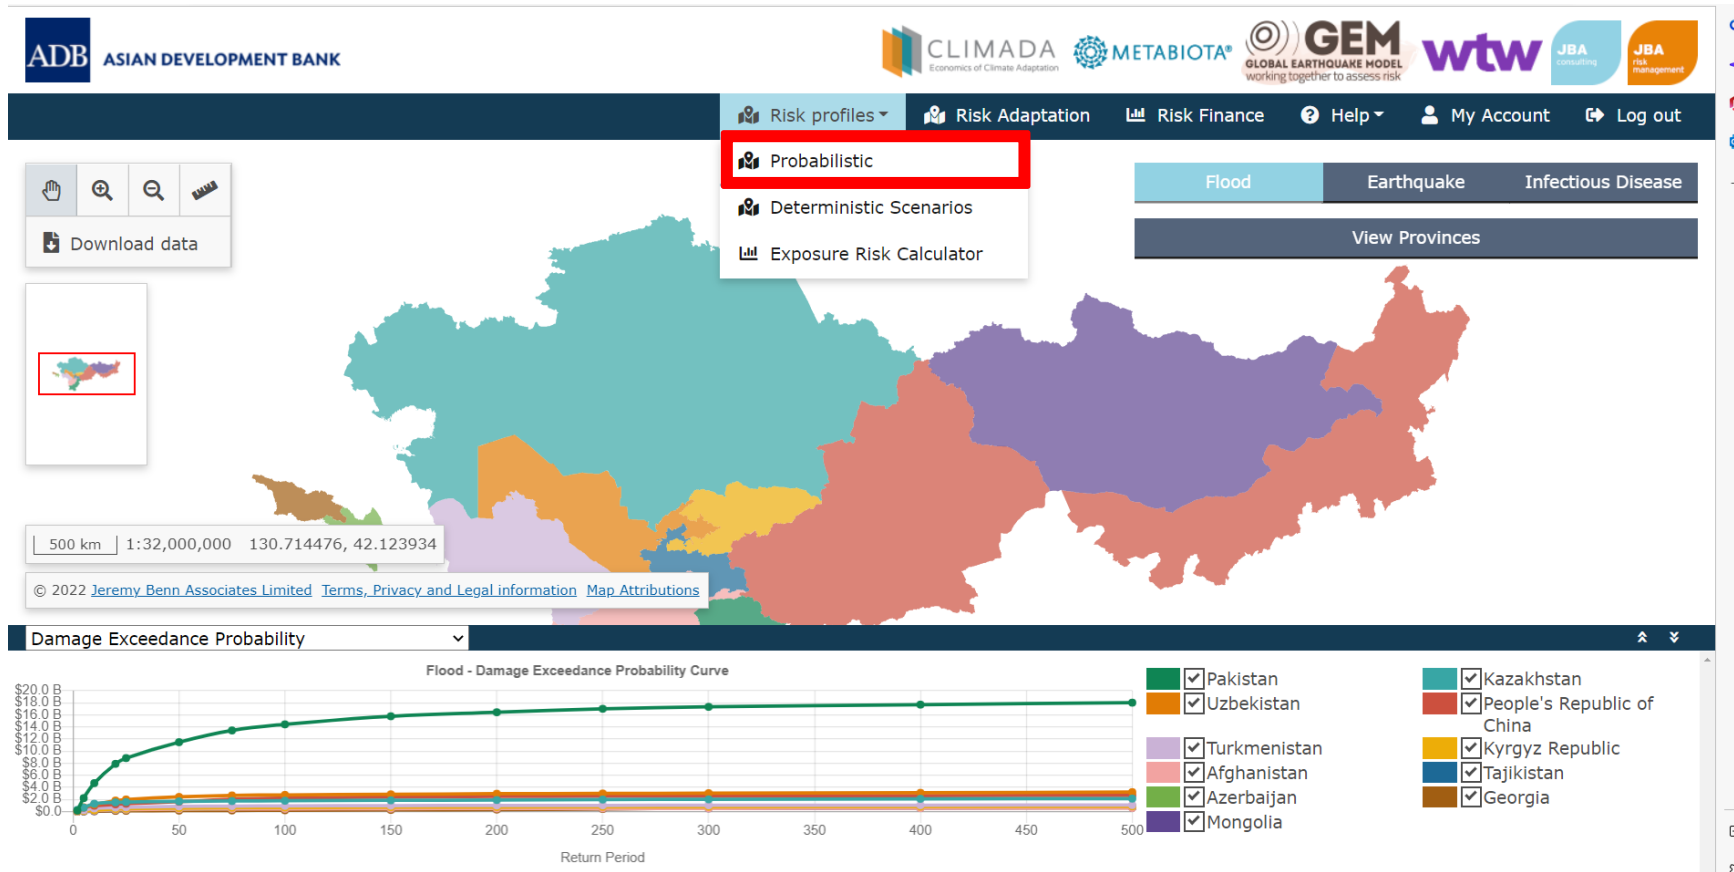 ADB ASIAN DEVELOPMENT BANK
CLIMADA
Economics of Climate Adaptation
METABIOTA®
GEM
GLOBAL EARTHQUAKE MODEL
working together to assess risk
wtw
JBA
consulting
JBA
risk
management
Risk profiles
Risk Adaptation
Risk Finance
Help
My Account
Log out
Probabilistic
Deterministic Scenarios
Exposure Risk Calculator
Flood
Earthquake
Infectious Disease
View Provinces
Download data
500 km 1:32,000,000 130.714476, 42.123934
© 2022 Jeremy Benn Associates Limited Terms, Privacy and Legal information Map Attributions
Damage Exceedance Probability
Flood - Damage Exceedance Probability Curve
$20.0 B
$18.0 B
$16.0 B
$14.0 B
$12.0 B
$10.0 B
$8.0 B
$6.0 B
$4.0 B
$2.0 B
$0.0
0 50 100 150 200 250 300 350 400 450 500
Return Period
Pakistan
Kazakhstan
Uzbekistan
People's Republic of
China
Turkmenistan
Kyrgyz Republic
Afghanistan
Tajikistan
Azerbaijan
Georgia
Mongolia